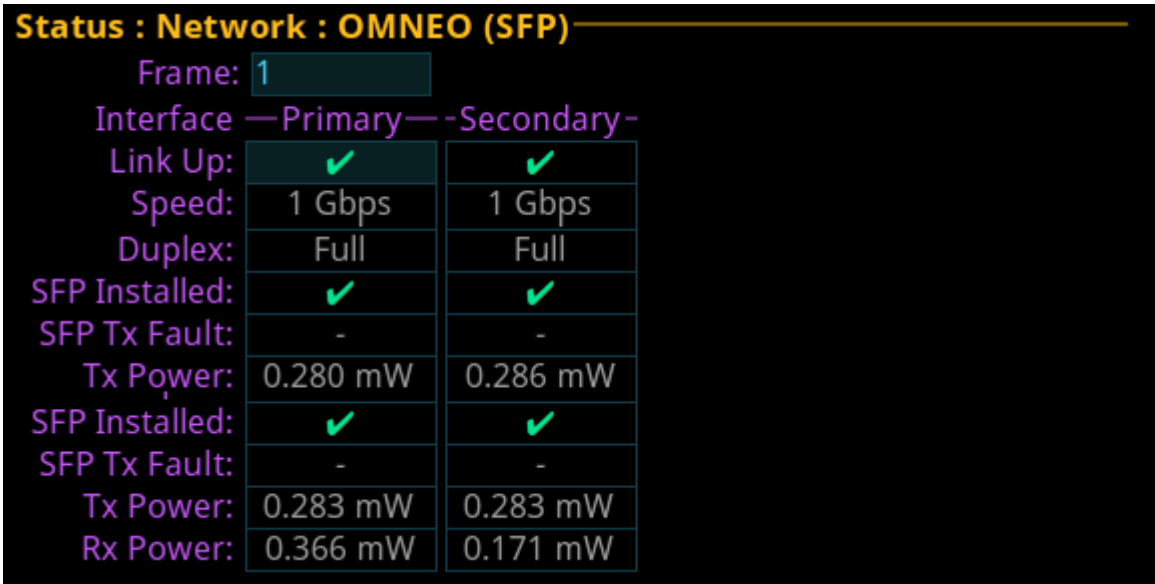 Status : Network : OMNEO (SFP)
Frame: 1
Interface Primary Secondary
Link Up: ✔ ✔
Speed: 1 Gbps 1 Gbps
Duplex: Full Full
SFP Installed: ✔ ✔
SFP Tx Fault: - -
Tx Power: 0.280 mW 0.286 mW
SFP Installed: ✔ ✔
SFP Tx Fault: - -
Tx Power: 0.283 mW 0.283 mW
Rx Power: 0.366 mW 0.171 mW